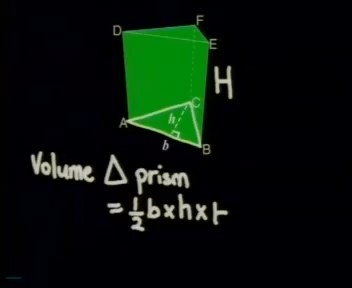 F
D
E
H
C
h
A
b
B
Volume Δ prism
= ½ b × h ×